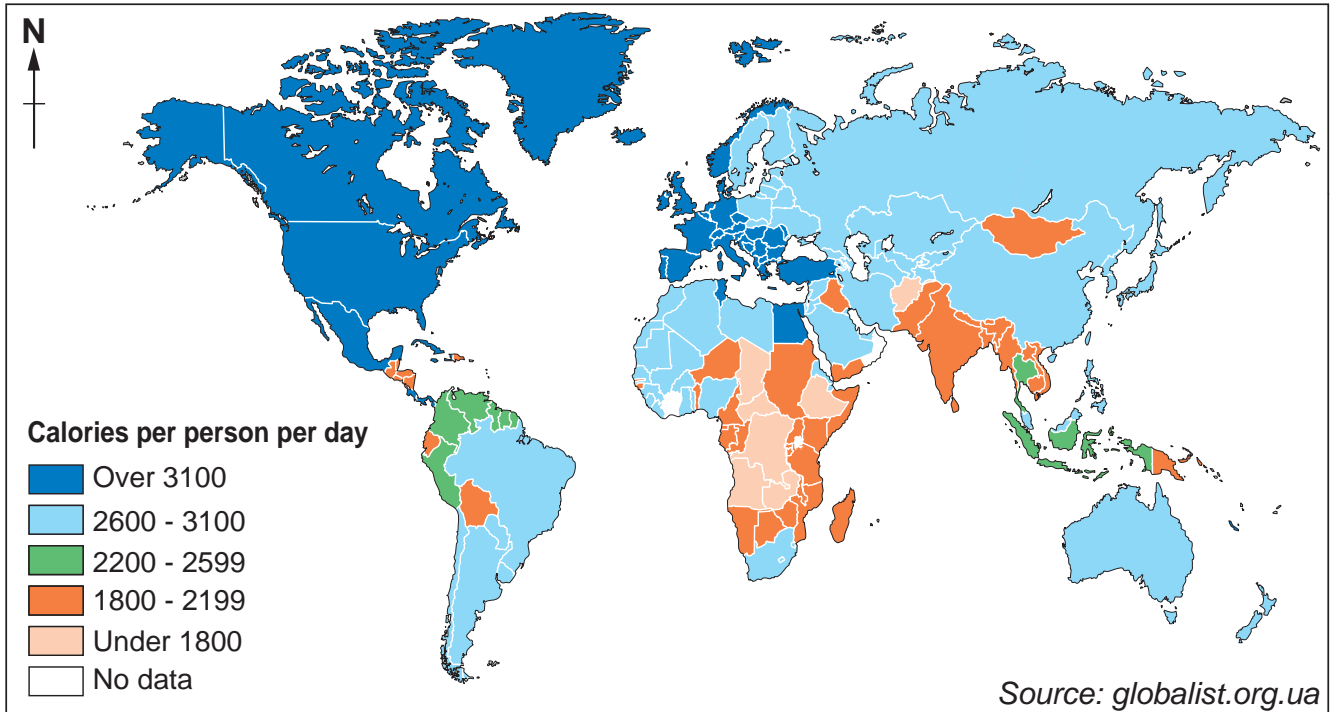 N
Calories per person per day
Over 3100
2600 - 3100
2200 - 2599
1800 - 2199
Under 1800
No data
Source: globalist.org.ua